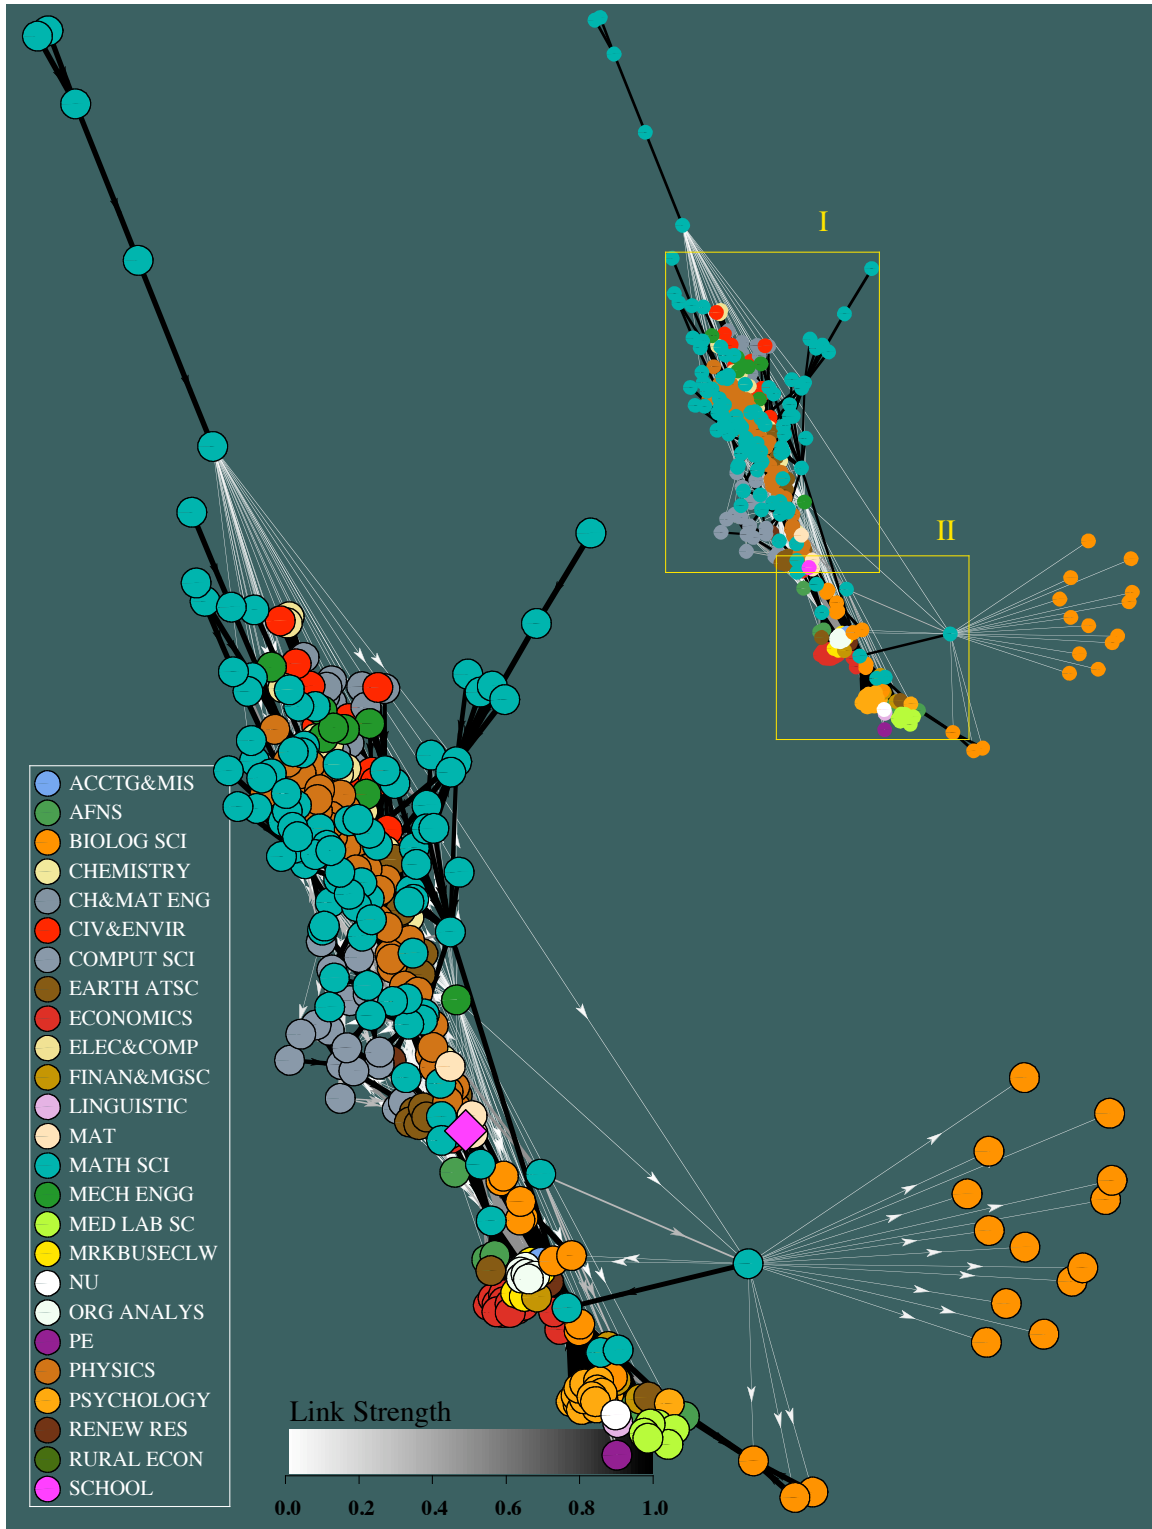 I
II
ACCTG&MIS
AFNS
BIOLOG SCI
CHEMISTRY
CH&MAT ENG
CIV&ENVIR
COMPUT SCI
EARTH ATSC
ECONOMICS
ELEC&COMP
FINAN&MGSC
LINGUISTIC
MAT
MATH SCI
MECH ENGG
MED LAB SC
MRKBUSECLW
NU
ORG ANALYS
PE
PHYSICS
PSYCHOLOGY
RENEW RES
RURAL ECON
SCHOOL
Link Strength
0.0 0.2 0.4 0.6 0.8 1.0